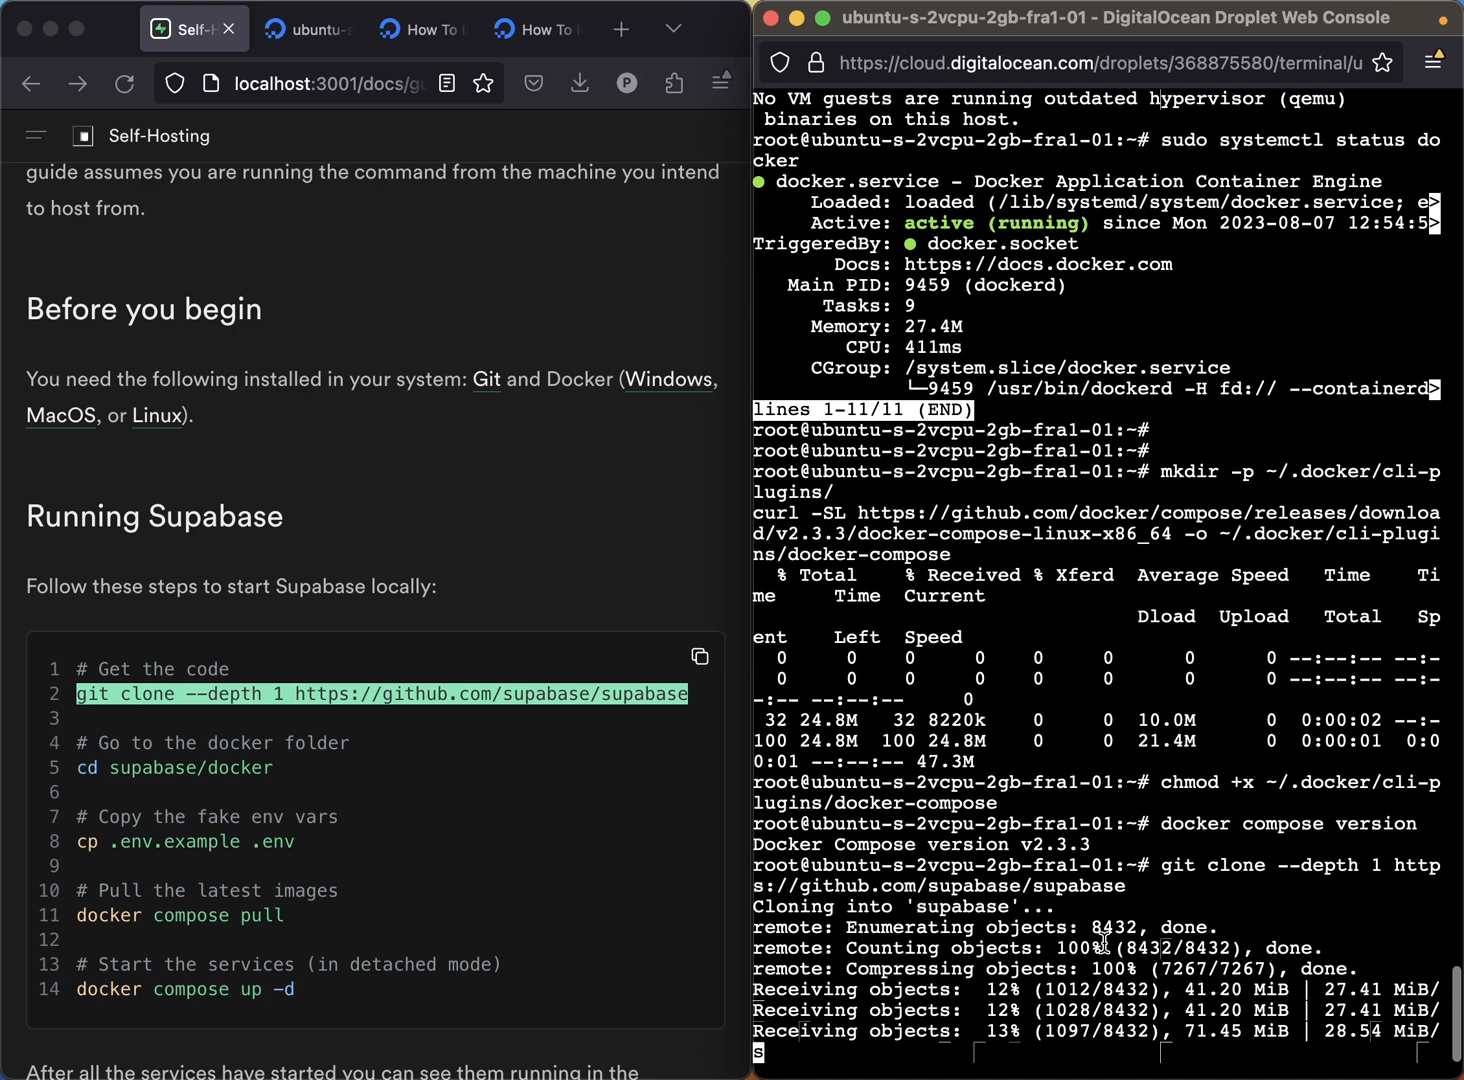 Self-
ubuntu-s
How To
How To
localhost:3001/docs/gu
Self-Hosting
guide assumes you are running the command from the machine you intend
to host from.
Before you begin
You need the following installed in your system: Git and Docker (Windows,
MacOS, or Linux).
Running Supabase
Follow these steps to start Supabase locally:
1 # Get the code
2 git clone --depth 1 https://github.com/supabase/supabase
3
4 # Go to the docker folder
5 cd supabase/docker
6
7 # Copy the fake env vars
8 cp .env.example .env
9
10 # Pull the latest images
11 docker compose pull
12
13 # Start the services (in detached mode)
14 docker compose up -d
After all the services have started you can see them running in the
ubuntu-s-2vcpu-2gb-fra1-01 - DigitalOcean Droplet Web Console
https://cloud.digitalocean.com/droplets/368875580/terminal/u
No VM guests are running outdated hypervisor (qemu)
binaries on this host.
root@ubuntu-s-2vcpu-2gb-fra1-01:~# sudo systemctl status do
cker
● docker.service - Docker Application Container Engine
Loaded: loaded (/lib/systemd/system/docker.service; e>
Active: active (running) since Mon 2023-08-07 12:54:5>
TriggeredBy: ● docker.socket
Docs: https://docs.docker.com
Main PID: 9459 (dockerd)
Tasks: 9
Memory: 27.4M
CPU: 411ms
CGroup: /system.slice/docker.service
└─9459 /usr/bin/dockerd -H fd:// --containerd>
lines 1-11/11 (END)
root@ubuntu-s-2vcpu-2gb-fra1-01:~#
root@ubuntu-s-2vcpu-2gb-fra1-01:~#
root@ubuntu-s-2vcpu-2gb-fra1-01:~# mkdir -p ~/.docker/cli-p
lugins/
curl -SL https://github.com/docker/compose/releases/downloa
d/v2.3.3/docker-compose-linux-x86_64 -o ~/.docker/cli-plugi
ns/docker-compose
% Total % Received % Xferd Average Speed Time Ti
me Time Current
Dload Upload Total Sp
ent Left Speed
0 0 0 0 0 0 0 0 --:--:-- --:-
0 0 0 0 0 0 0 0 --:--:-- --:-
-:-- --:--:-- 0
32 24.8M 32 8220k 0 0 10.0M 0 0:00:02 --:-
100 24.8M 100 24.8M 0 0 21.4M 0 0:00:01 0:0
0:01 --:--:-- 47.3M
root@ubuntu-s-2vcpu-2gb-fra1-01:~# chmod +x ~/.docker/cli-p
lugins/docker-compose
root@ubuntu-s-2vcpu-2gb-fra1-01:~# docker compose version
Docker Compose version v2.3.3
root@ubuntu-s-2vcpu-2gb-fra1-01:~# git clone --depth 1 http
s://github.com/supabase/supabase
Cloning into 'supabase'...
remote: Enumerating objects: 8432, done.
remote: Counting objects: 100% (8432/8432), done.
remote: Compressing objects: 100% (7267/7267), done.
Receiving objects: 12% (1012/8432), 41.20 MiB | 27.41 MiB/
Receiving objects: 12% (1028/8432), 41.20 MiB | 27.41 MiB/
Receiving objects: 13% (1097/8432), 71.45 MiB | 28.54 MiB/
s